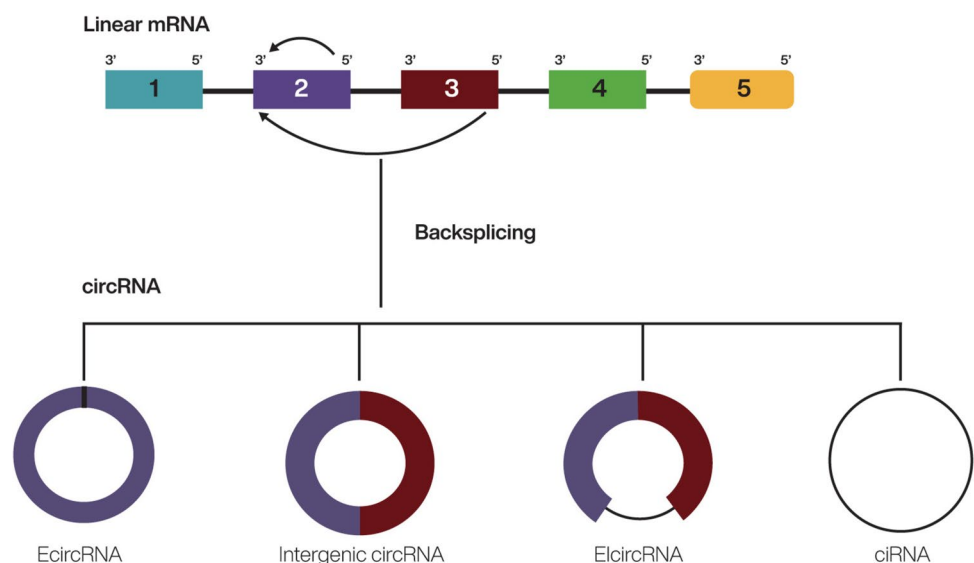 Linear mRNA
3’ 5’ 3’ 5’ 3’ 5’ 3’ 5’ 3’ 5’
1 2 3 4 5
Backsplicing
circRNA
EcircRNA Intergenic circRNA ElcircRNA ciRNA